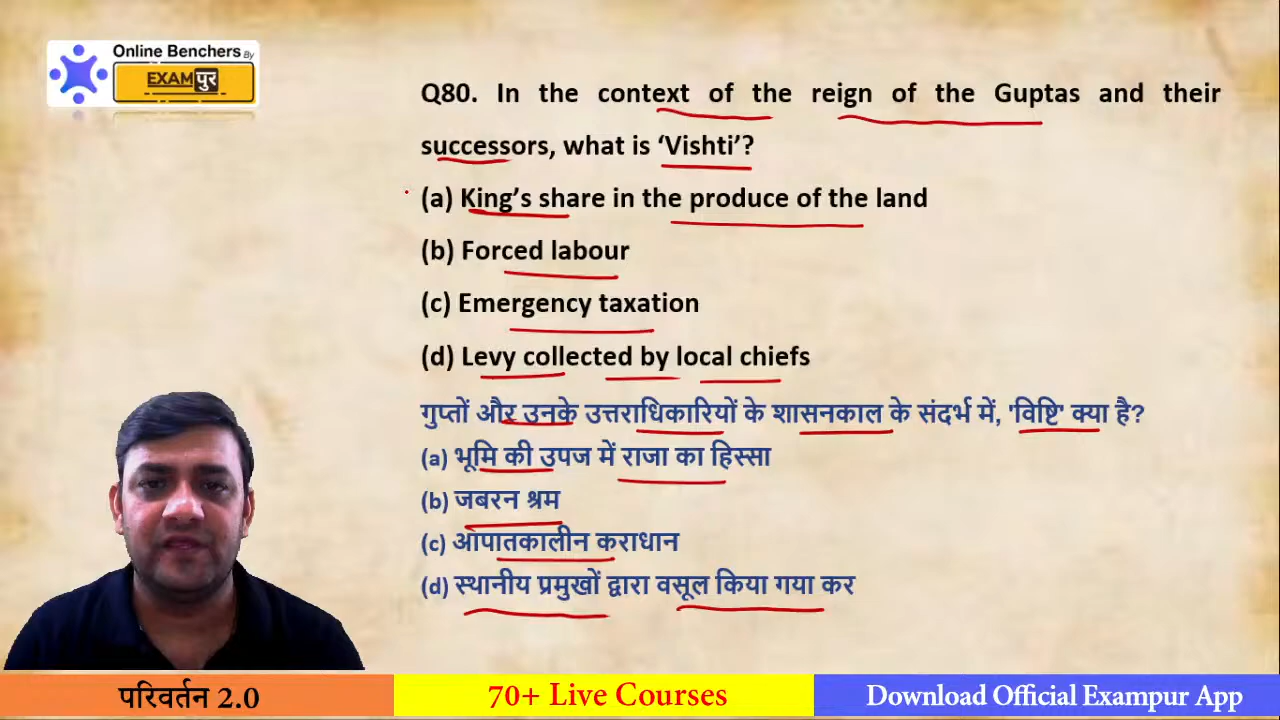 Online Benchers By
EXAMपुर
Q80. In the context of the reign of the Guptas and their
successors, what is ‘Vishti’?
(a) King’s share in the produce of the land
(b) Forced labour
(c) Emergency taxation
(d) Levy collected by local chiefs
गुप्तों और उनके उत्तराधिकारियों के शासनकाल के संदर्भ में, 'विष्टि' क्या है?
(a) भूमि की उपज में राजा का हिस्सा
(b) जबरन श्रम
(c) आपातकालीन कराधान
(d) स्थानीय प्रमुखों द्वारा वसूल किया गया कर
परिवर्तन 2.0
70+ Live Courses
Download Official Exampur App